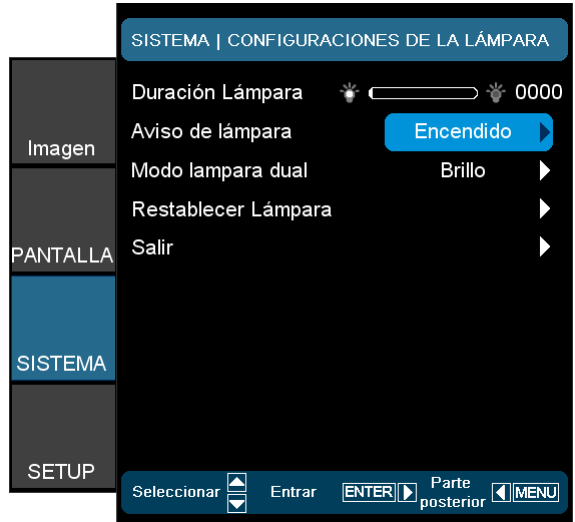 SISTEMA | CONFIGURACIONES DE LA LÁMPARA
Duración Lámpara 0000
Aviso de lámpara Encendido
Modo lampara dual Brillo
Restablecer Lámpara
Salir
Imagen
PANTALLA
SISTEMA
SETUP
Seleccionar Entrar ENTER Parte posterior MENU